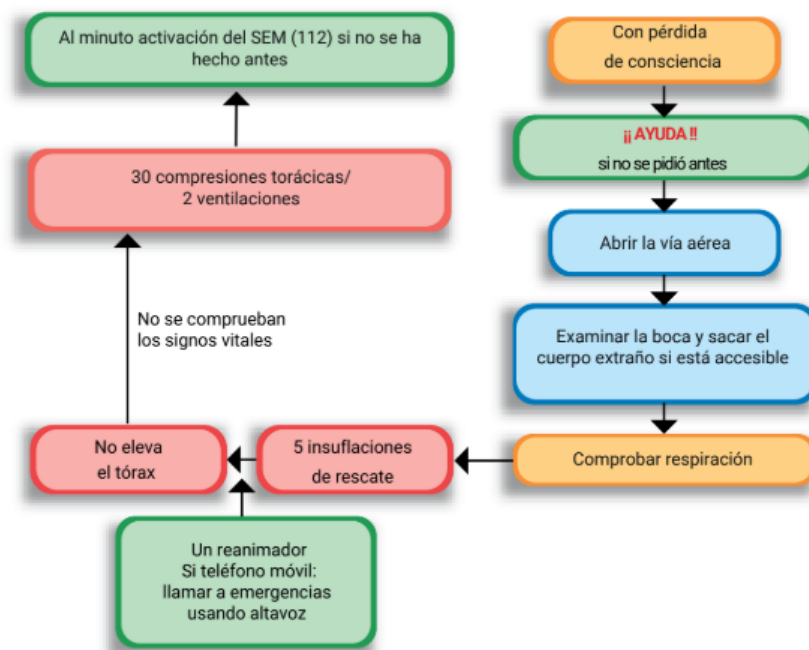 Con pérdida
de consciencia
¡¡AYUDA!!
si no se pidió antes
Abrir la vía aérea
Examinar la boca y sacar el
cuerpo extraño si está accesible
Comprobar respiración
5 insuflaciones
de rescate
Un reanimador
Si teléfono móvil:
llamar a emergencias
usando altavoz
No eleva
el tórax
No se comprueban
los signos vitales
30 compresiones torácicas/
2 ventilaciones
Al minuto activación del SEM (112) si no se ha
hecho antes